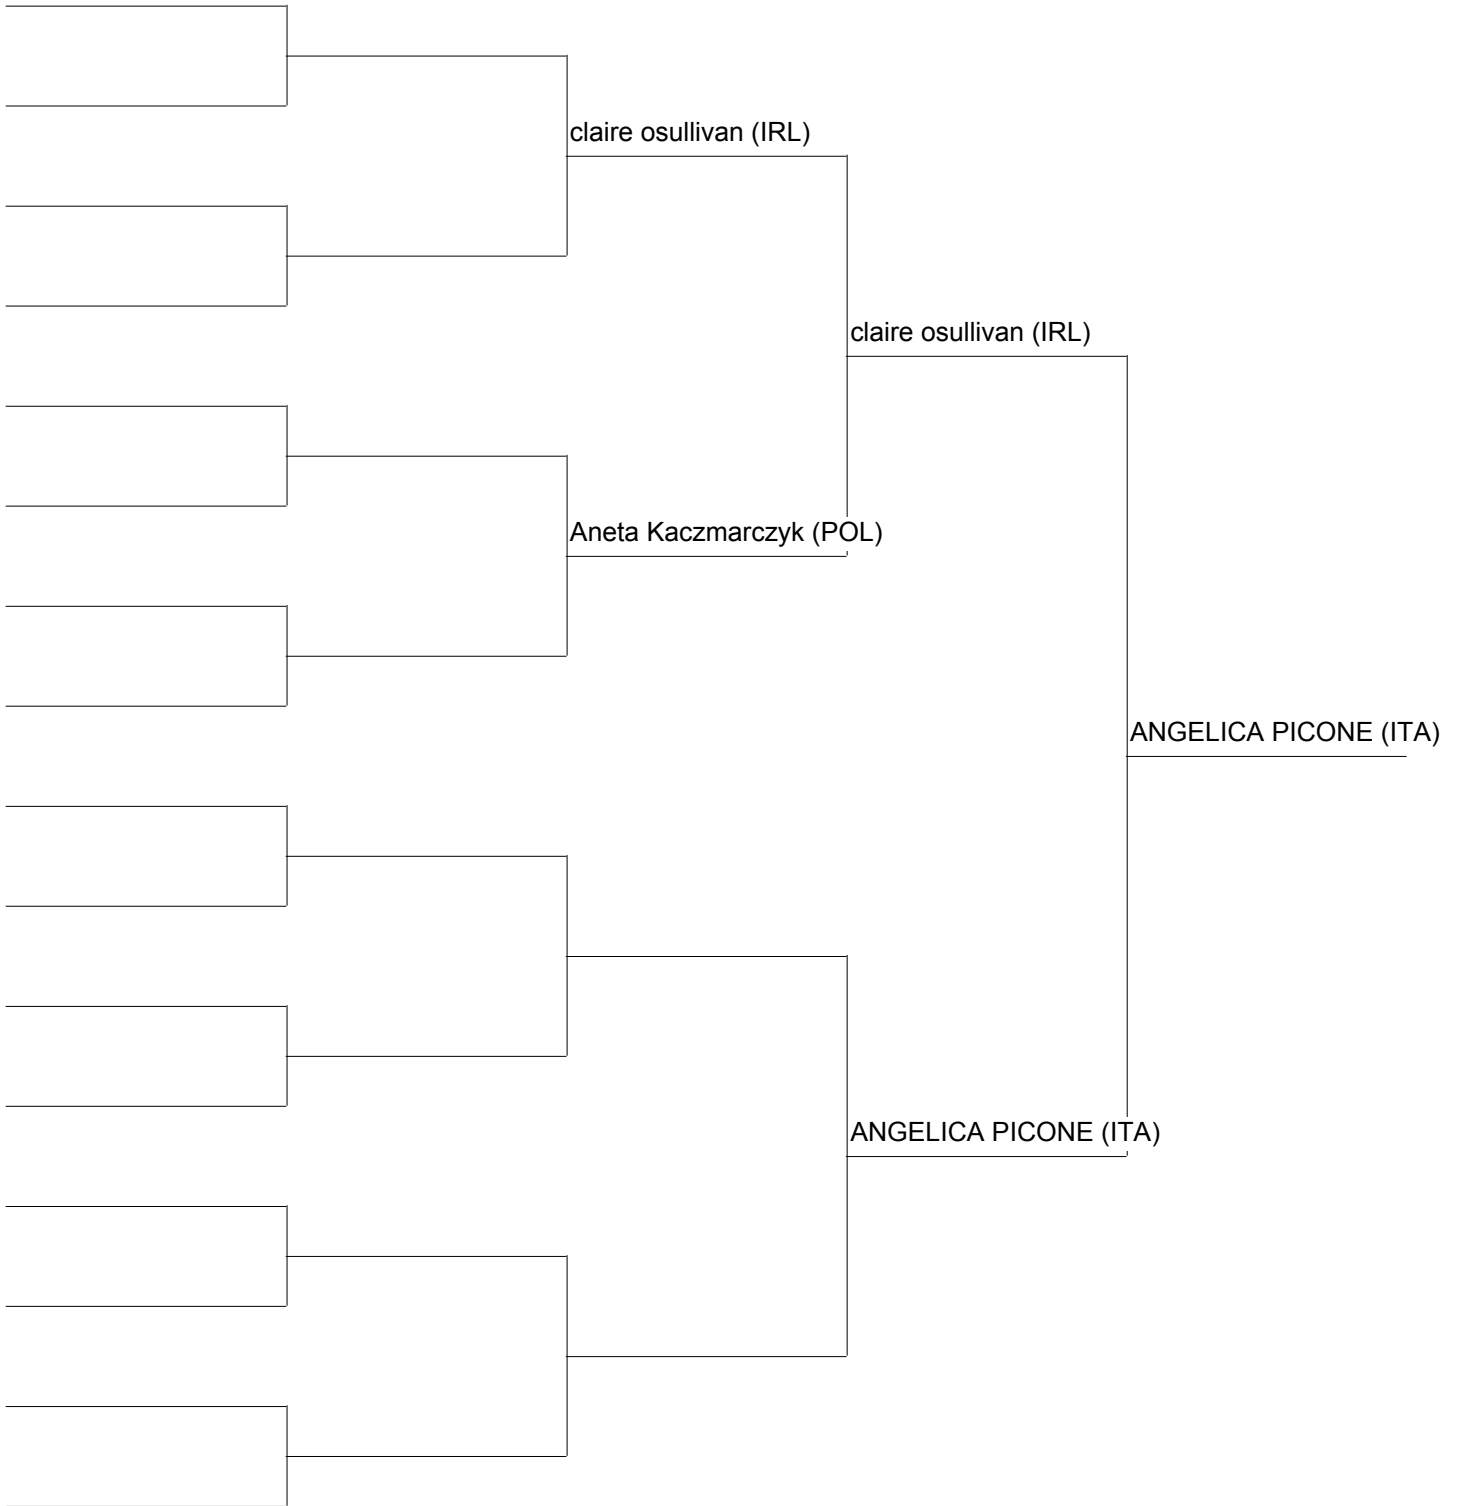 claire osullivan (IRL)
claire osullivan (IRL)
Aneta Kaczmarczyk (POL)
ANGELICA PICONE (ITA)
ANGELICA PICONE (ITA)